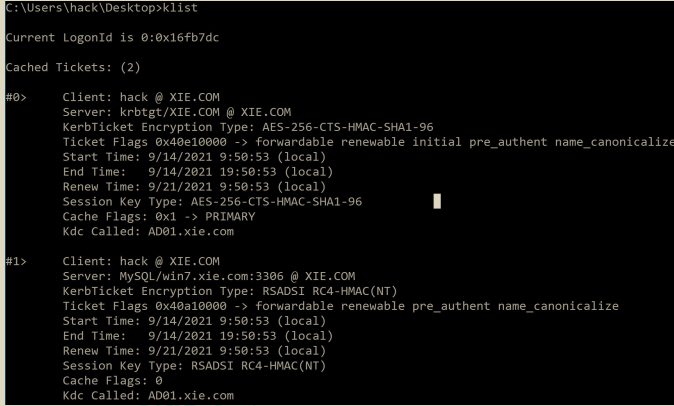 C:\Users\hack\Desktop>klist
Current LogonId is 0:0x16fb7dc
Cached Tickets: (2)
#0> Client: hack @ XIE.COM
Server: krbtgt/XIE.COM @ XIE.COM
KerbTicket Encryption Type: AES-256-CTS-HMAC-SHA1-96
Ticket Flags 0x40e10000 -> forwardable renewable initial pre_authent name_canonicalize
Start Time: 9/14/2021 9:50:53 (local)
End Time: 9/14/2021 19:50:53 (local)
Renew Time: 9/21/2021 9:50:53 (local)
Session Key Type: AES-256-CTS-HMAC-SHA1-96
Cache Flags: 0x1 -> PRIMARY
Kdc Called: AD01.xie.com
#1> Client: hack @ XIE.COM
Server: MySQL/win7.xie.com:3306 @ XIE.COM
KerbTicket Encryption Type: RSADSI RC4-HMAC(NT)
Ticket Flags 0x40a10000 -> forwardable renewable pre_authent name_canonicalize
Start Time: 9/14/2021 9:50:53 (local)
End Time: 9/14/2021 19:50:53 (local)
Renew Time: 9/21/2021 9:50:53 (local)
Session Key Type: RSADSI RC4-HMAC(NT)
Cache Flags: 0
Kdc Called: AD01.xie.com